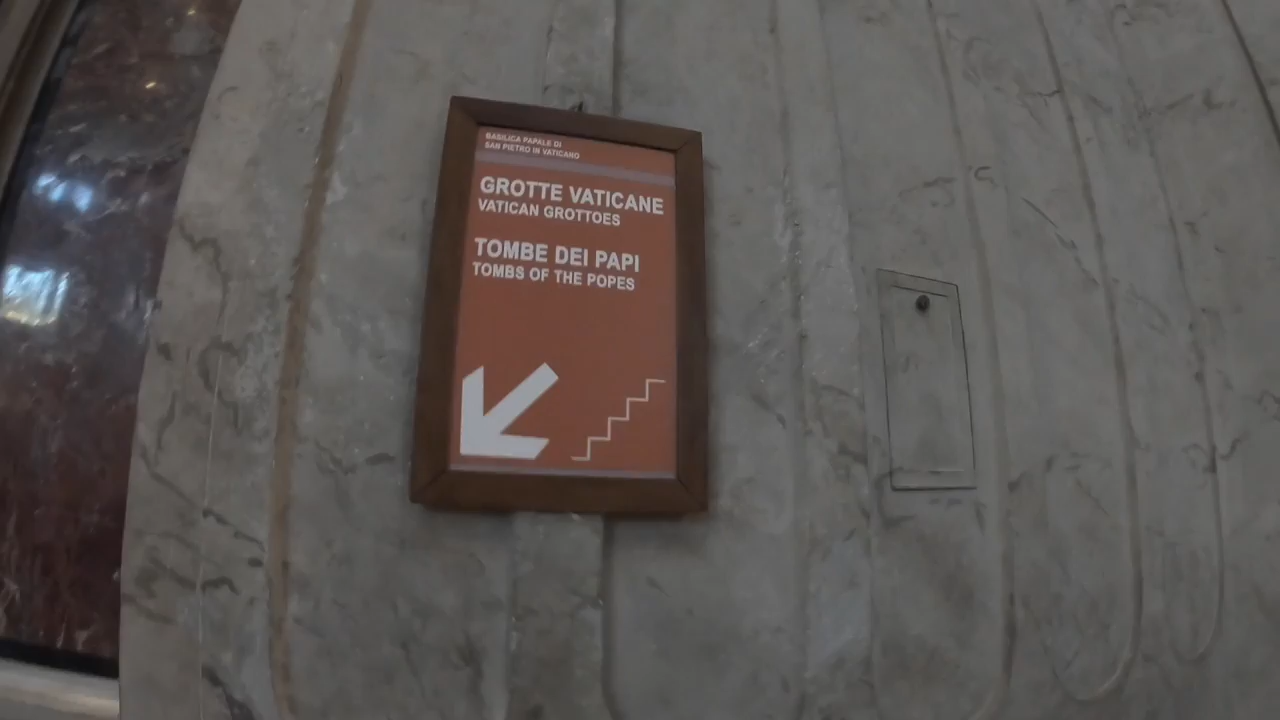 BASILICA PAPALE DI
SAN PIETRO IN VATICANO
GROTTE VATICANE
VATICAN GROTTOES
TOMBE DEI PAPI
TOMBS OF THE POPES